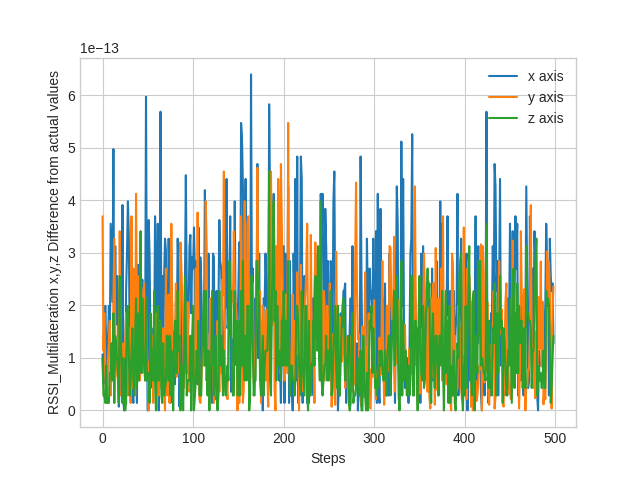 1e−13
RSSI_Multilateration x,y,z Difference from actual values
6
5
4
3
2
1
0
x axis
y axis
z axis
0 100 200 300 400 500
Steps